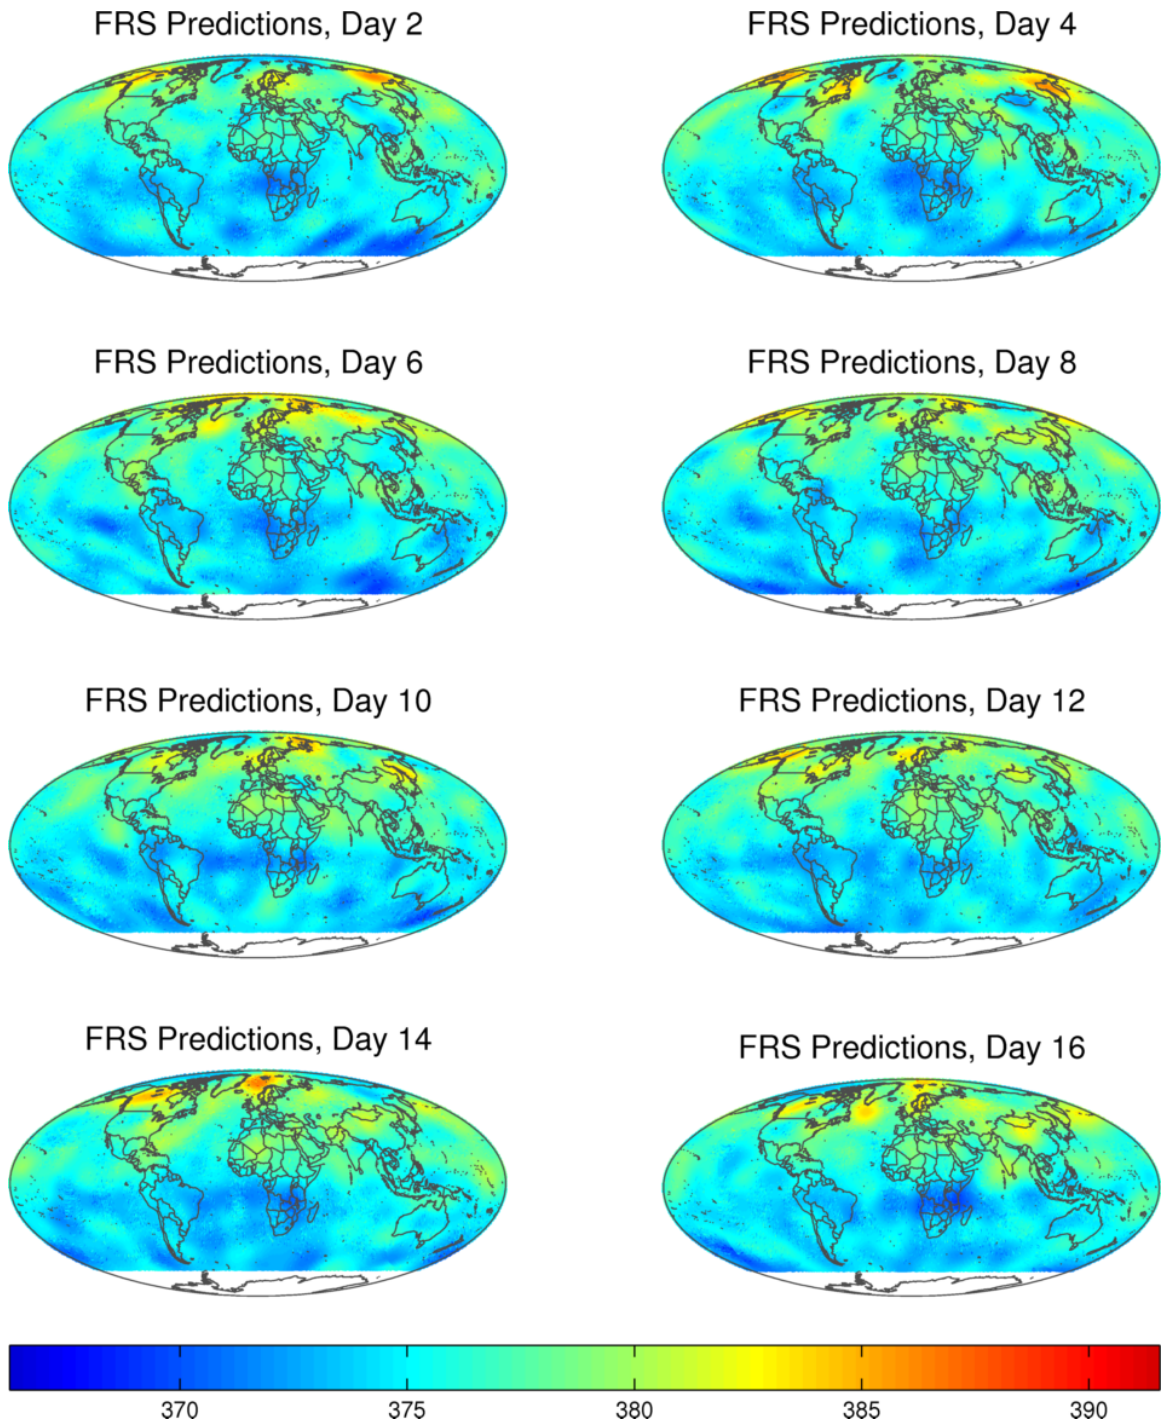 FRS Predictions, Day 2
FRS Predictions, Day 4
FRS Predictions, Day 6
FRS Predictions, Day 8
FRS Predictions, Day 10
FRS Predictions, Day 12
FRS Predictions, Day 14
FRS Predictions, Day 16
370 375 380 385 390